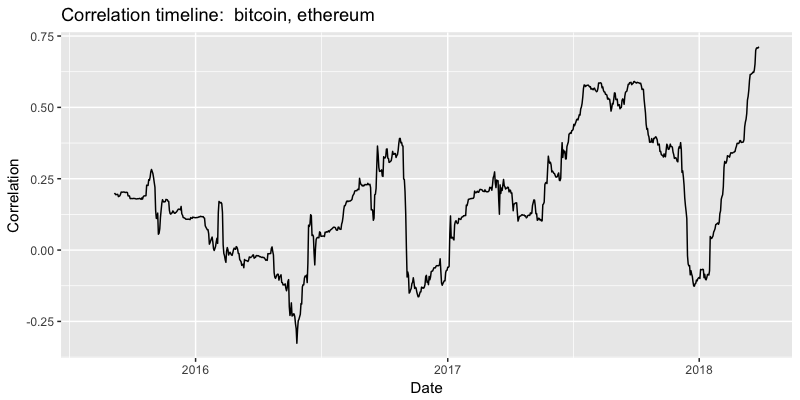 Correlation timeline:  bitcoin, ethereum
0.75
0.50
0.25
0.00
-0.25
Correlation
2016 2017 2018
Date